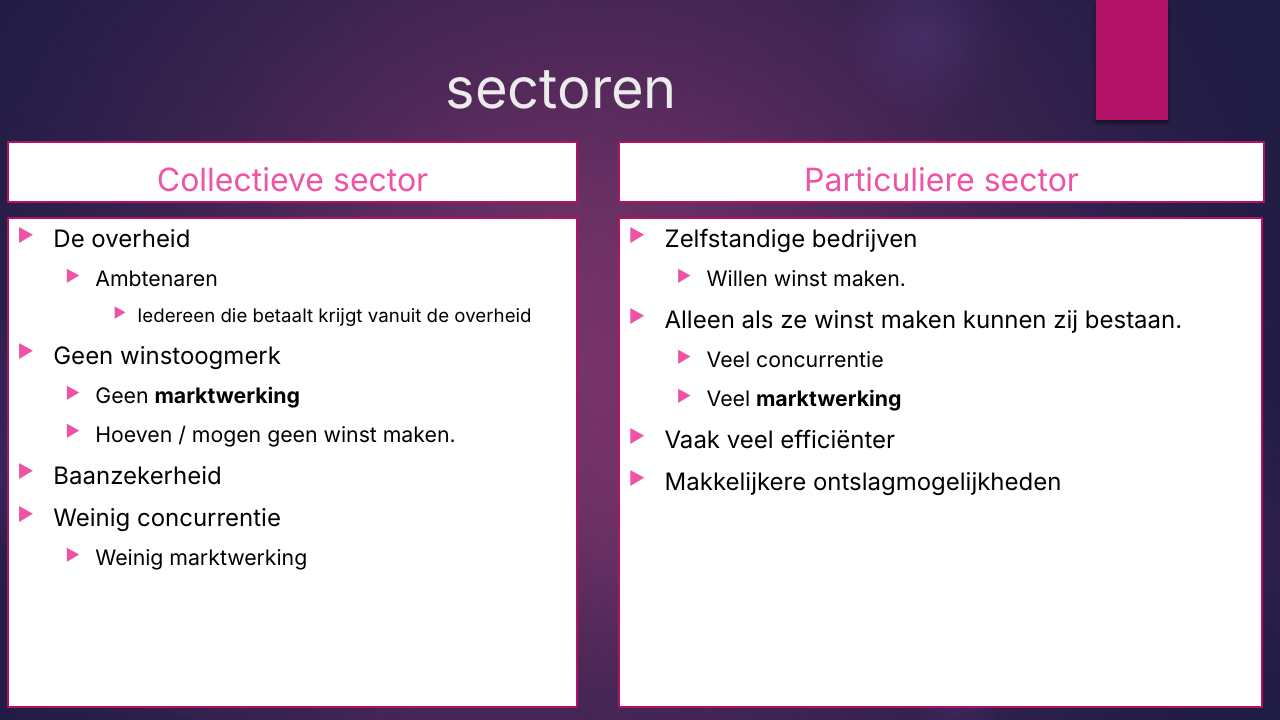 sectoren
Collectieve sector
De overheid
Ambtenaren
Iedereen die betaalt krijgt vanuit de overheid
Geen winstoogmerk
Geen marktwerking
Hoeven / mogen geen winst maken.
Baanzekerheid
Weinig concurrentie
Weinig marktwerking
Particuliere sector
Zelfstandige bedrijven
Willen winst maken.
Alleen als ze winst maken kunnen zij bestaan.
Veel concurrentie
Veel marktwerking
Vaak veel efficiënter
Makkelijkere ontslagmogelijkheden